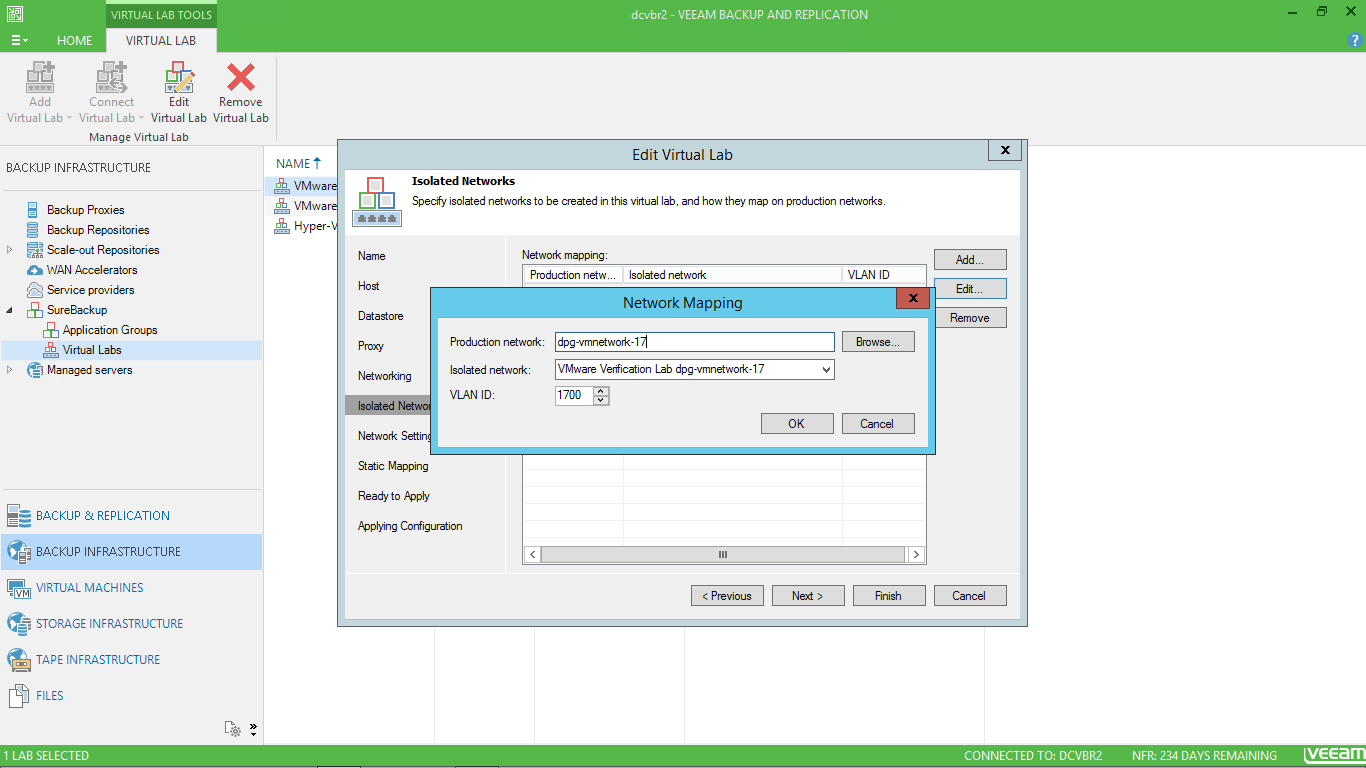 VIRTUAL LAB TOOLS
dcvbr2 - VEEAM BACKUP AND REPLICATION
HOME
VIRTUAL LAB
?
Add
Virtual Lab
Connect
Virtual Lab
Edit
Virtual Lab
Remove
Virtual Lab
Manage Virtual Lab
BACKUP INFRASTRUCTURE
Backup Proxies
Backup Repositories
Scale-out Repositories
WAN Accelerators
Service providers
SureBackup
Application Groups
Virtual Labs
Managed servers
BACKUP & REPLICATION
BACKUP INFRASTRUCTURE
VIRTUAL MACHINES
STORAGE INFRASTRUCTURE
TAPE INFRASTRUCTURE
FILES
NAME
VMware
VMware
Hyper-V
Edit Virtual Lab
x
Isolated Networks
Specify isolated networks to be created in this virtual lab, and how they map on production networks.
Name
Host
Datastore
Proxy
Networking
Isolated Networ
Network Setting
Static Mapping
Ready to Apply
Applying Configuration
Network mapping:
Production netw... Isolated network VLAN ID
Add...
Edit...
Remove
Network Mapping
x
Production network: dpg-vmnetwork-17 Browse...
Isolated network: VMware Verification Lab dpg-vmnetwork-17
VLAN ID: 1700
OK Cancel
< Previous Next > Finish Cancel
1 LAB SELECTED
CONNECTED TO: DCVBR2 NFR: 234 DAYS REMAINING veeam